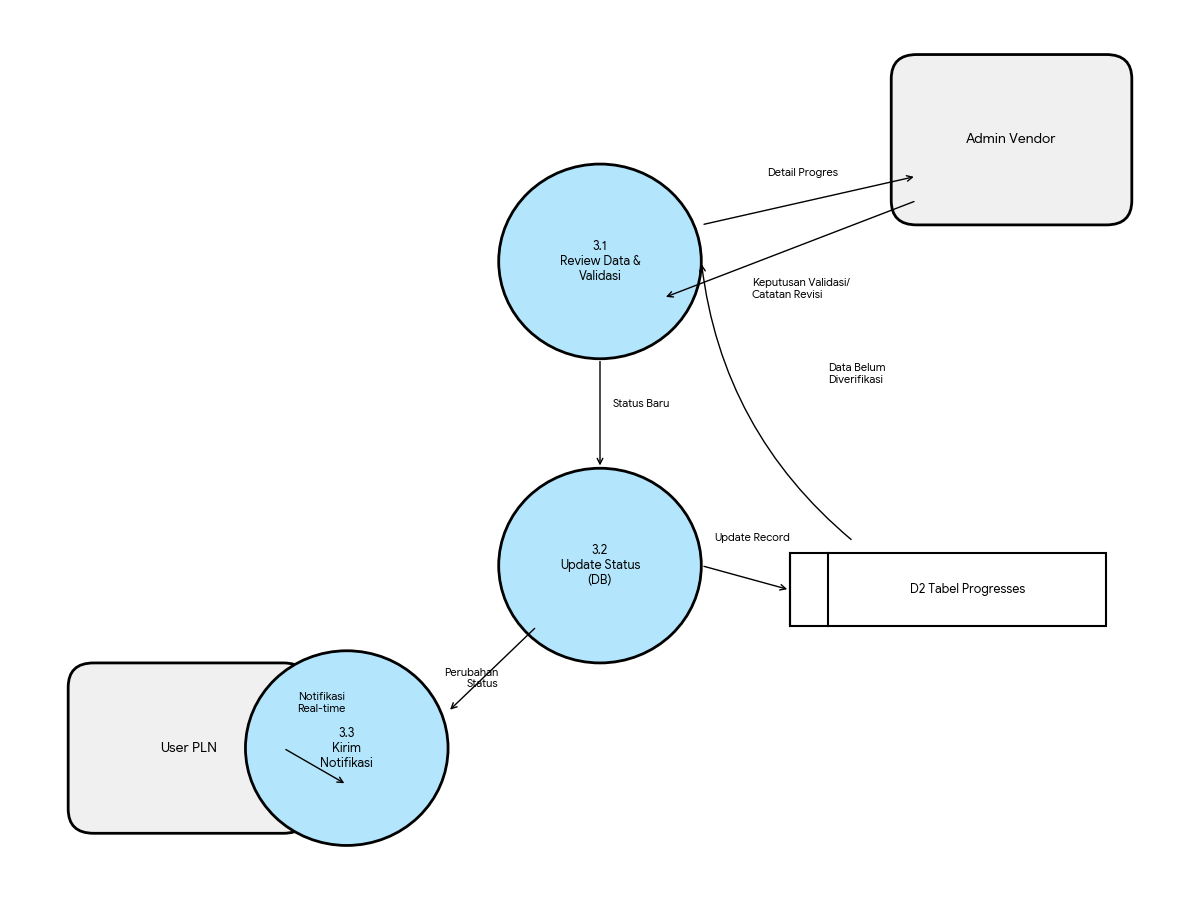 Admin Vendor
Detail Progres
3.1
Review Data &
Validasi
Keputusan Validasi/
Catatan Revisi
Data Belum
Diverifikasi
Status Baru
Update Record
3.2
Update Status
(DB)
D2 Tabel Progresses
Perubahan
Status
Notifikasi
Real-time
3.3
Kirim
Notifikasi
User PLN